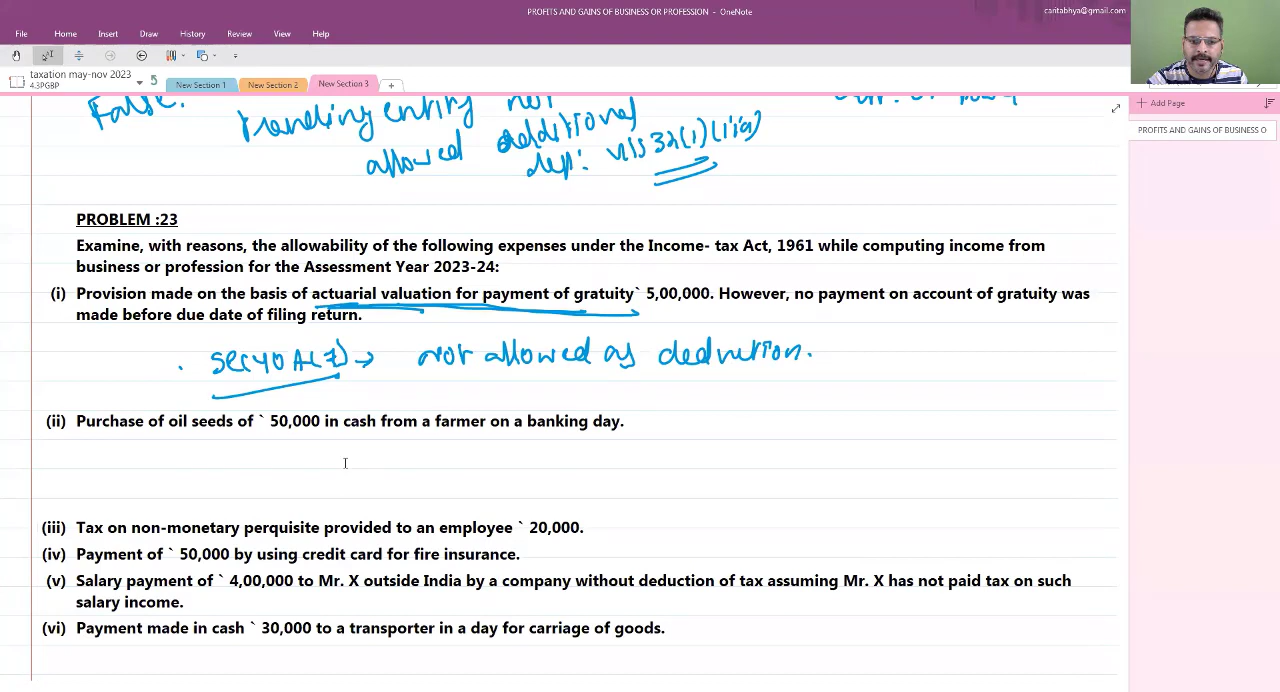 PROFITS AND GAINS OF BUSINESS OR PROFESSION - OneNote
caritabhya@gmail.com
File Home Insert Draw History Review View Help
taxation may-nov 2023
4.3PGBP
5
New Section 1
New Section 2
New Section 3
Add Page
PROFITS AND GAINS OF BUSINESS O
False.
entity not
allowed additional
dep: u/s 32(1)(iia)
PROBLEM :23
Examine, with reasons, the allowability of the following expenses under the Income- tax Act, 1961 while computing income from
business or profession for the Assessment Year 2023-24:
(i) Provision made on the basis of actuarial valuation for payment of gratuity` 5,00,000. However, no payment on account of gratuity was
made before due date of filing return.
Sec 40A(7) → not allowed as deduction.
(ii) Purchase of oil seeds of ` 50,000 in cash from a farmer on a banking day.
(iii) Tax on non-monetary perquisite provided to an employee ` 20,000.
(iv) Payment of ` 50,000 by using credit card for fire insurance.
(v) Salary payment of ` 4,00,000 to Mr. X outside India by a company without deduction of tax assuming Mr. X has not paid tax on such
salary income.
(vi) Payment made in cash ` 30,000 to a transporter in a day for carriage of goods.